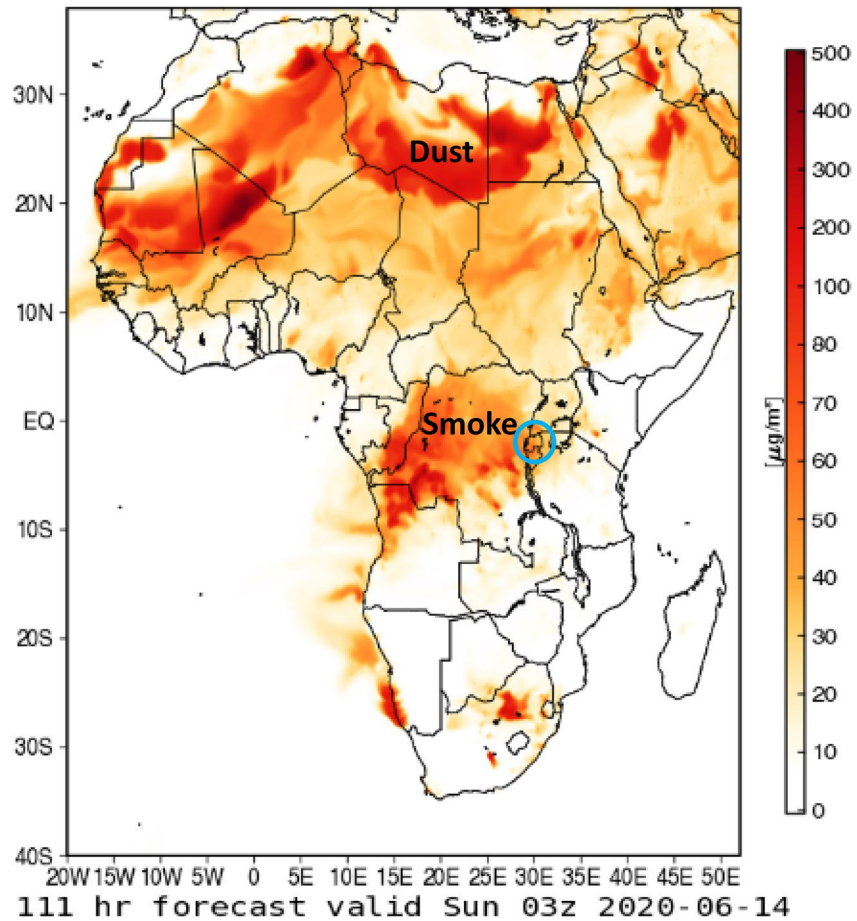 30N
20N
10N
EQ
10S
20S
30S
40S
Dust
Smoke
20W 15W 10W 5W 0 5E 10E 15E 20E 25E 30E 35E 40E 45E 50E
500
400
300
200
100
80
70
60
50
40
30
20
10
0
[µg/m³]
111 hr forecast valid Sun 03z 2020-06-14